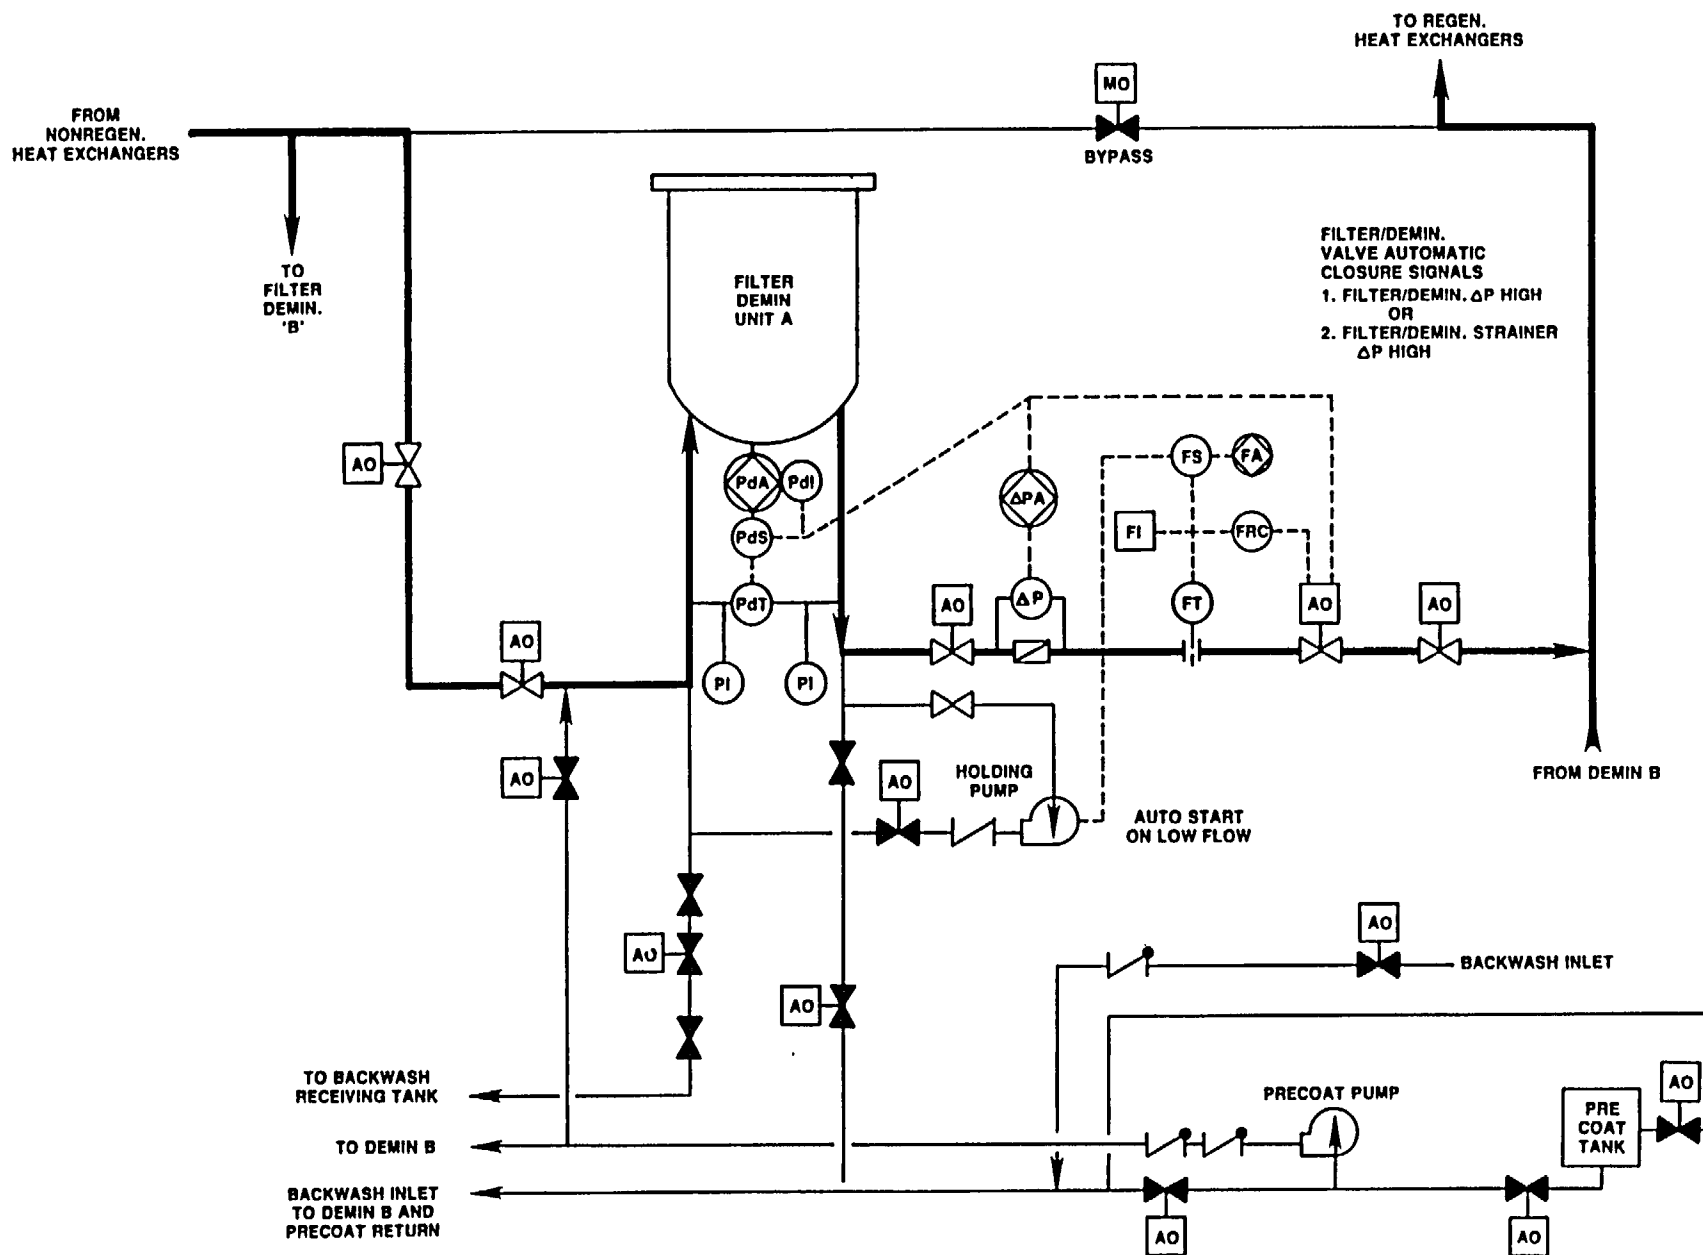 TO REGEN.
HEAT EXCHANGERS
MO
BYPASS
FROM
NONREGEN.
HEAT EXCHANGERS
TO
FILTER
DEMIN.
'B'
FILTER
DEMIN
UNIT A
FILTER/DEMIN.
VALVE AUTOMATIC
CLOSURE SIGNALS
1. FILTER/DEMIN. ΔP HIGH
OR
2. FILTER/DEMIN. STRAINER
ΔP HIGH
AO
PdA
PdI
PdS
PdT
PI
PI
ΔPA
ΔP
FS
FA
FI
FRC
FT
AO
AO
AO
AO
AO
AO
HOLDING
PUMP
AUTO START
ON LOW FLOW
FROM DEMIN B
AO
AO
AO
BACKWASH INLET
TO BACKWASH
RECEIVING TANK
PRECOAT PUMP
PRE
COAT
TANK
AO
TO DEMIN B
BACKWASH INLET
TO DEMIN B AND
PRECOAT RETURN
AO
AO